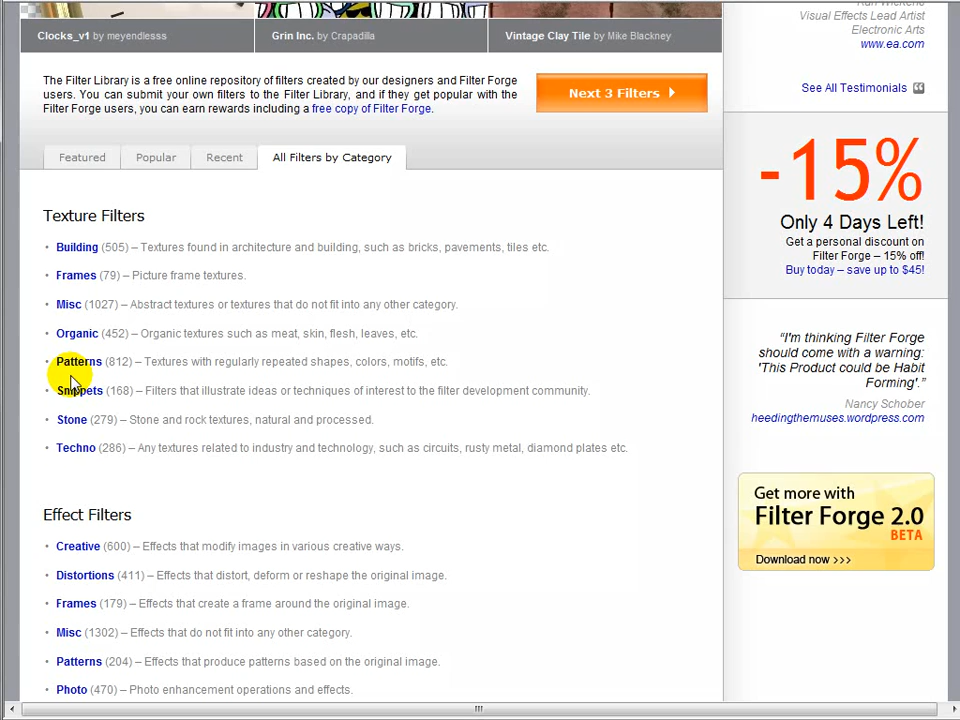 Visual Effects Lead Artist
Electronic Arts
www.ea.com
Clocks_v1 by meyendlesss
Grin Inc. by Crapadilla
Vintage Clay Tile by Mike Blackney
The Filter Library is a free online repository of filters created by our designers and Filter Forge
users. You can submit your own filters to the Filter Library, and if they get popular with the
Filter Forge users, you can earn rewards including a free copy of Filter Forge.
Next 3 Filters
See All Testimonials
Featured
Popular
Recent
All Filters by Category
-15%
Only 4 Days Left!
Get a personal discount on
Filter Forge – 15% off!
Buy today – save up to $45!
Texture Filters
• Building (505) – Textures found in architecture and building, such as bricks, pavements, tiles etc.
• Frames (79) – Picture frame textures.
• Misc (1027) – Abstract textures or textures that do not fit into any other category.
• Organic (452) – Organic textures such as meat, skin, flesh, leaves, etc.
• Patterns (812) – Textures with regularly repeated shapes, colors, motifs, etc.
• Snippets (168) – Filters that illustrate ideas or techniques of interest to the filter development community.
• Stone (279) – Stone and rock textures, natural and processed.
• Techno (286) – Any textures related to industry and technology, such as circuits, rusty metal, diamond plates etc.
“I'm thinking Filter Forge
should come with a warning:
'This Product could be Habit
Forming'.”
Nancy Schober
heedingthemuses.wordpress.com
Get more with
Filter Forge 2.0
BETA
Download now >>>
Effect Filters
• Creative (600) – Effects that modify images in various creative ways.
• Distortions (411) – Effects that distort, deform or reshape the original image.
• Frames (179) – Effects that create a frame around the original image.
• Misc (1302) – Effects that do not fit into any other category.
• Patterns (204) – Effects that produce patterns based on the original image.
• Photo (470) – Photo enhancement operations and effects.